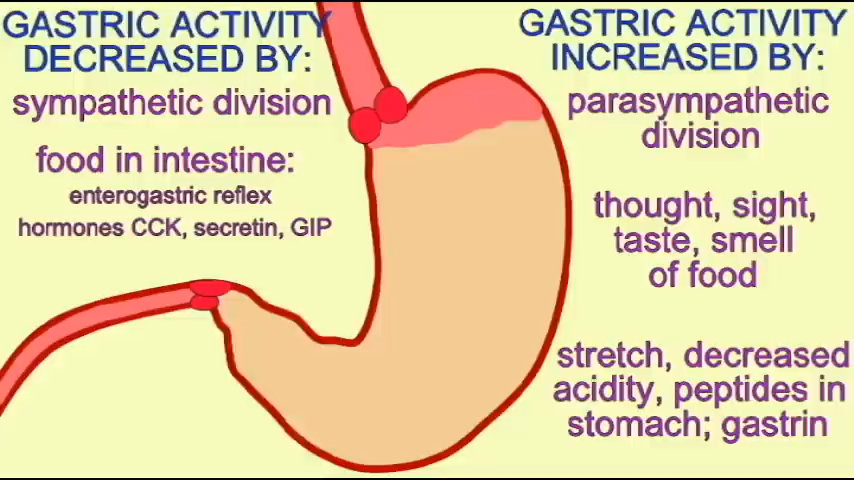 GASTRIC ACTIVITY
DECREASED BY:
sympathetic division
food in intestine:
enterogastric reflex
hormones CCK, secretin, GIP
GASTRIC ACTIVITY
INCREASED BY:
parasympathetic
division
thought, sight,
taste, smell
of food
stretch, decreased
acidity, peptides in
stomach; gastrin